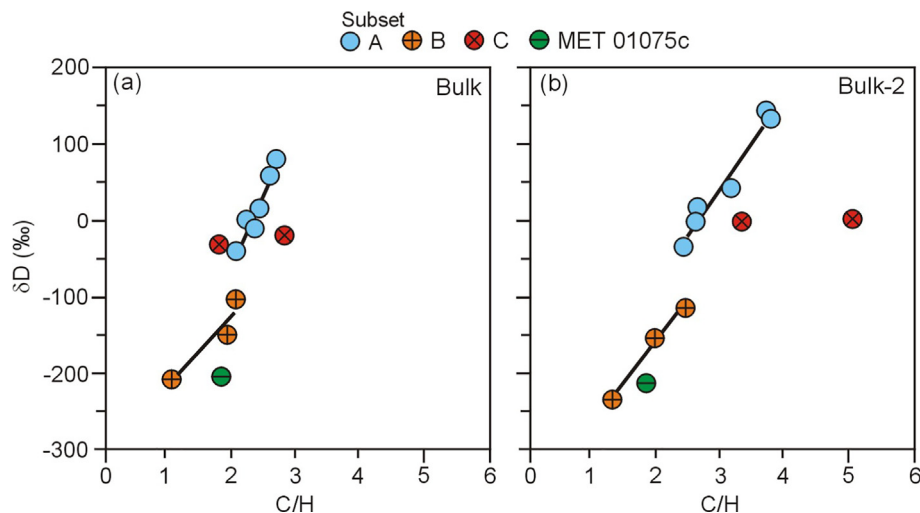 Subset
A B C MET 01075c
(a) Bulk
(b) Bulk-2
200
100
0
-100
-200
-300
δD (‰)
0 1 2 3 4 5 6
0 1 2 3 4 5 6
C/H
C/H